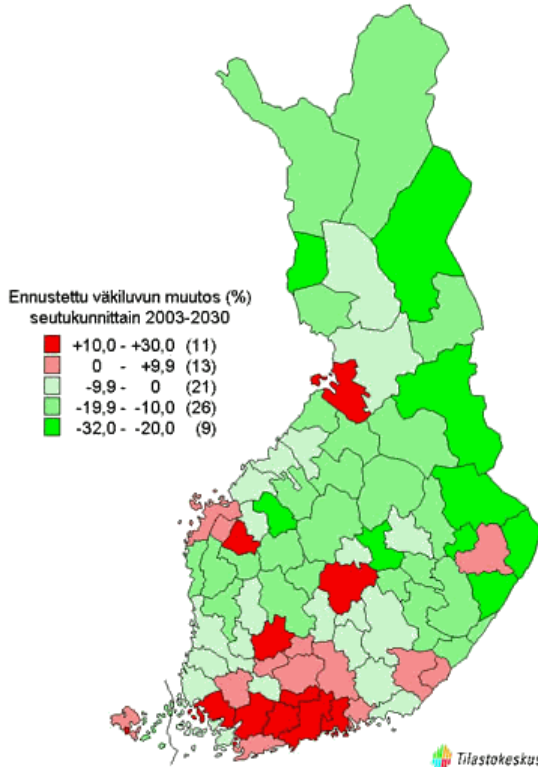 Ennustettu väkiluvun muutos (%)
seutukunnittain 2003-2030
+10,0 - +30,0 (11)
0 - +9,9 (13)
-9,9 - 0 (21)
-19,9 - -10,0 (26)
-32,0 - -20,0 (9)
Tilastokeskus